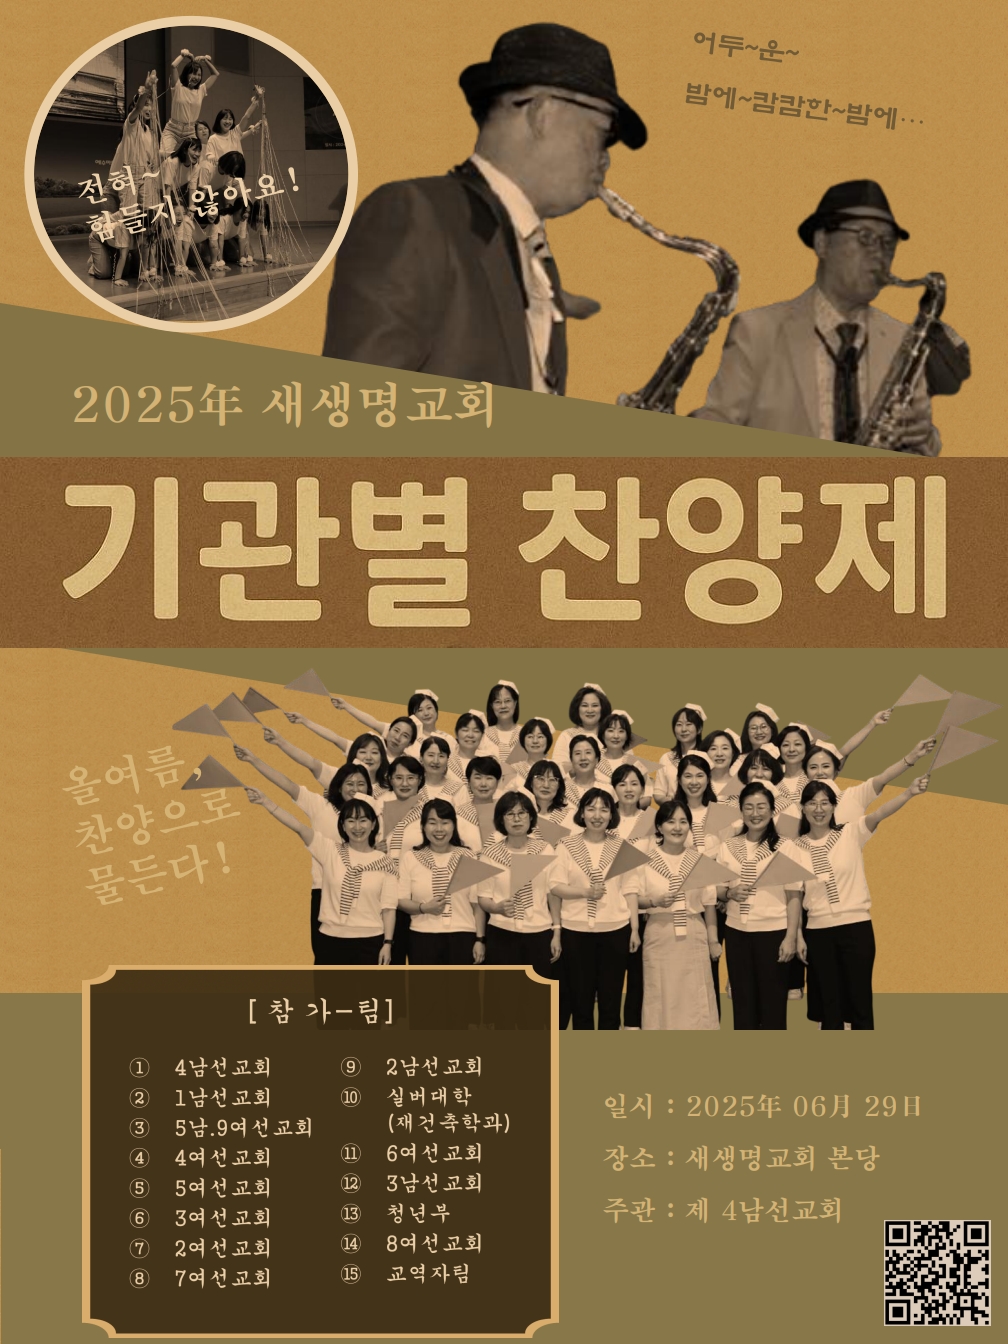 어두~운~
밤에~캄캄한~밤에...
전혀~
힘들지 않아요!
2025年 새생명교회
기관별 찬양제
올여름,
찬양으로
물든다!
[ 참 가-팀]
① 4남선교회
② 1남선교회
③ 5남.9여선교회
④ 4여선교회
⑤ 5여선교회
⑥ 3여선교회
⑦ 2여선교회
⑧ 7여선교회
⑨ 2남선교회
⑩ 실버대학
(재건축학과)
⑪ 6여선교회
⑫ 3남선교회
⑬ 청년부
⑭ 8여선교회
⑮ 교역자팀
일시 : 2025年 06月 29日
장소 : 새생명교회 본당
주관 : 제 4남선교회